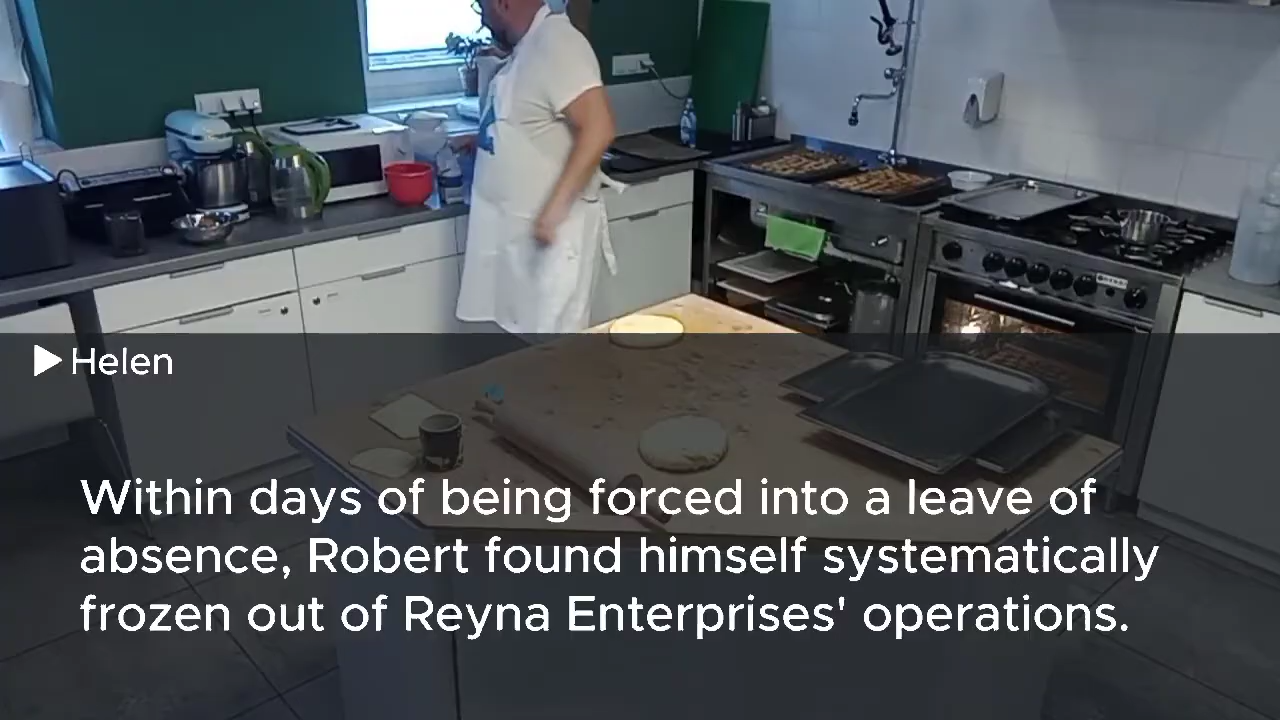 Helen
Within days of being forced into a leave of
absence, Robert found himself systematically
frozen out of Reyna Enterprises' operations.